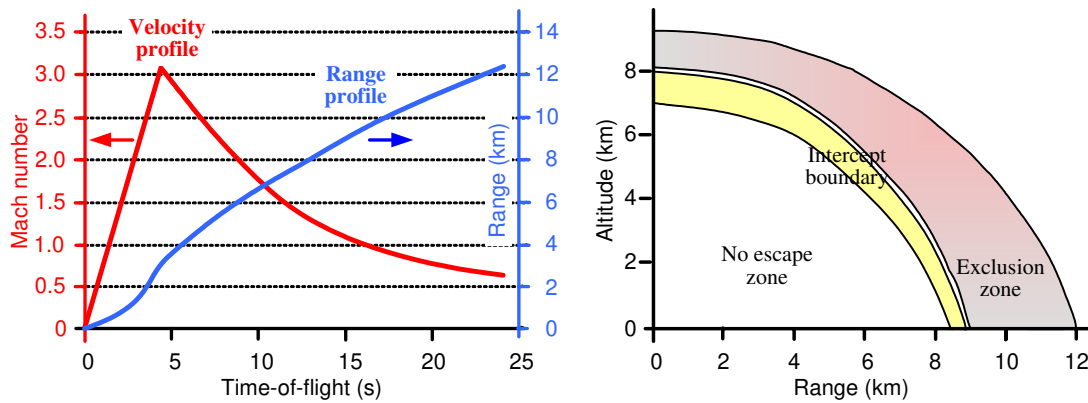 Velocity
profile
Range
profile
Mach number
3.5
3.0
2.5
2.0
1.5
1.0
0.5
0
Range (km)
14
12
10
8
6
4
2
0
0 5 10 15 20 25
Time-of-flight (s)
Altitude (km)
8
6
4
2
0
Intercept
boundary
No escape
zone
Exclusion
zone
0 2 4 6 8 10 12
Range (km)